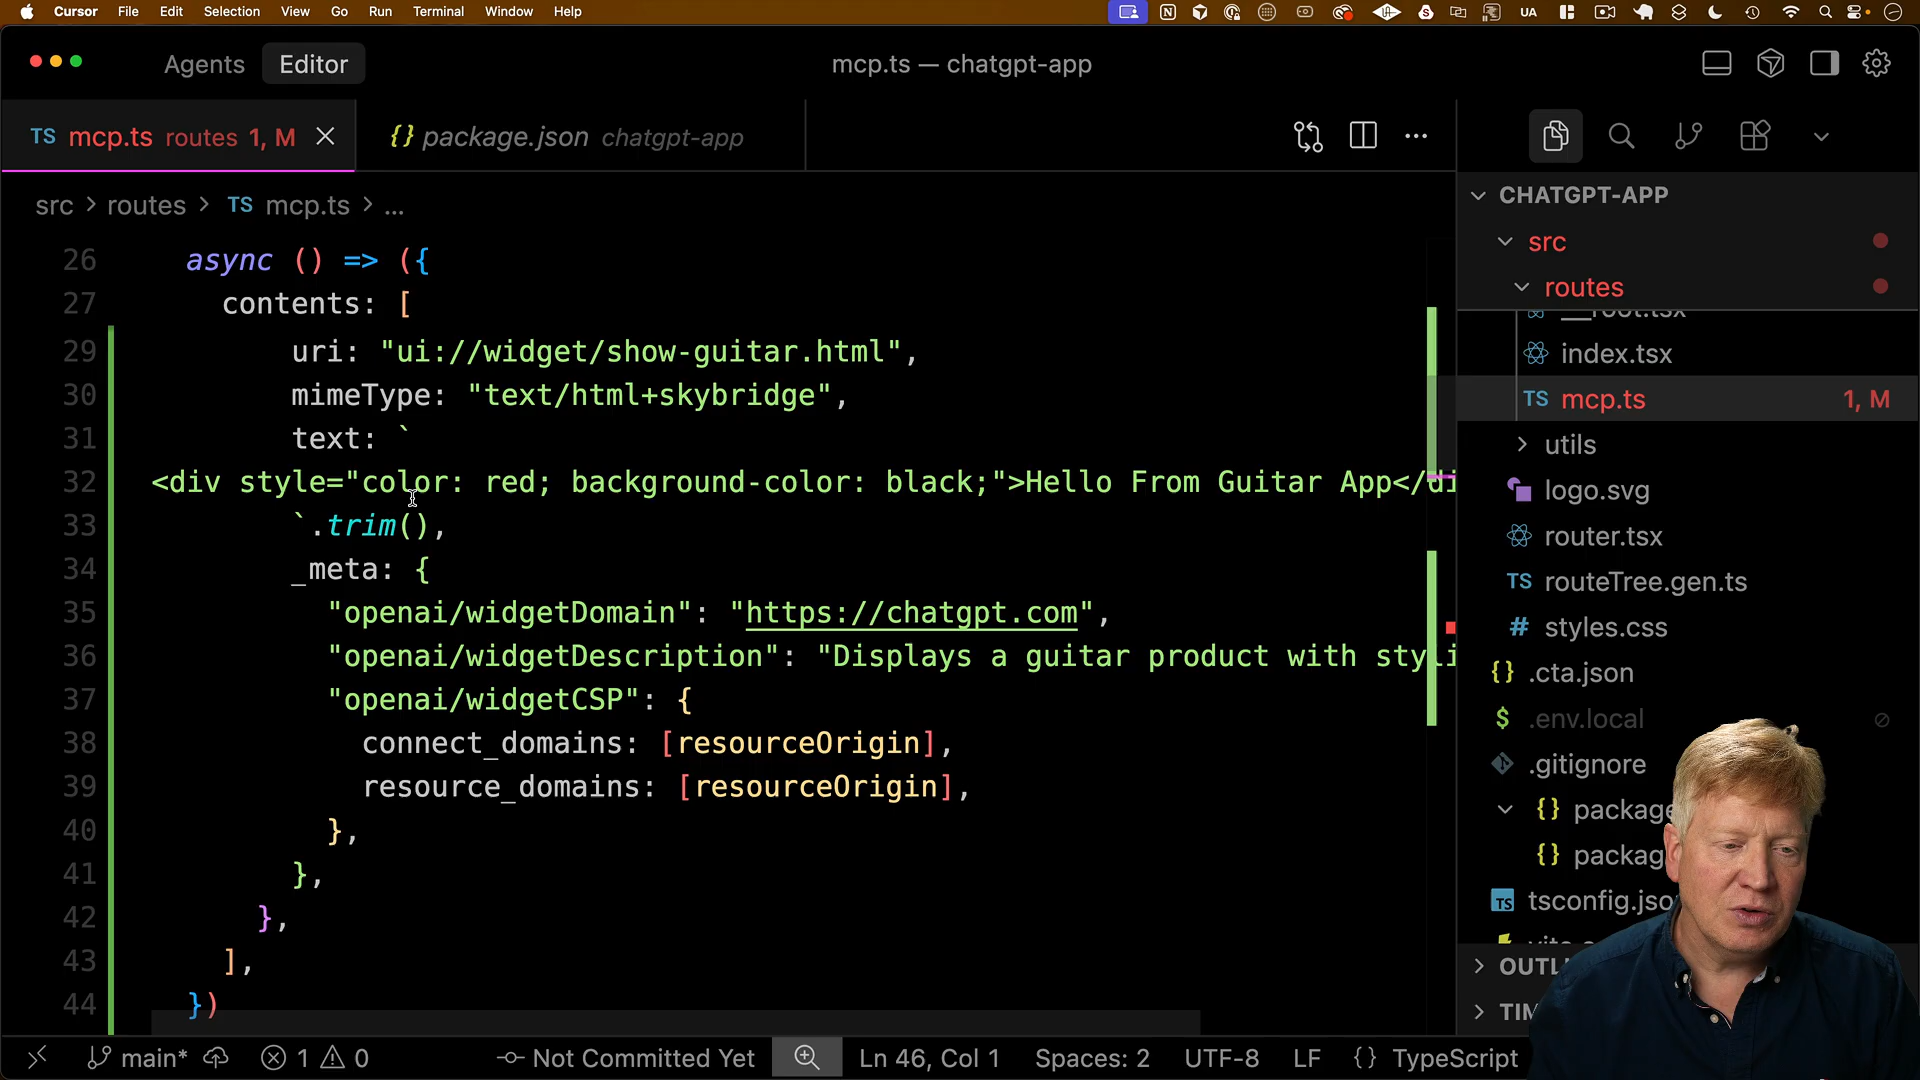 Cursor File Edit Selection View Go Run Terminal Window Help UA
Agents Editor mcp.ts — chatgpt-app
TS mcp.ts routes 1, M {} package.json chatgpt-app
src > routes > TS mcp.ts > ...
26 async () => ({
27 contents: [
29 uri: "ui://widget/show-guitar.html",
30 mimeType: "text/html+skybridge",
31 text: `
32 <div style="color: red; background-color: black;">Hello From Guitar App</di
33 `.trim(),
34 _meta: {
35 "openai/widgetDomain": "https://chatgpt.com",
36 "openai/widgetDescription": "Displays a guitar product with styli
37 "openai/widgetCSP": {
38 connect_domains: [resourceOrigin],
39 resource_domains: [resourceOrigin],
40 },
41 },
42 },
43 ],
44 })
CHATGPT-APP
src
routes
__root.tsx
index.tsx
TS mcp.ts 1, M
utils
logo.svg
router.tsx
TS routeTree.gen.ts
# styles.css
{} .cta.json
$ .env.local
.gitignore
{} package
{} packag
TS tsconfig.jso
OUTL
TIM
main* 1 0 Not Committed Yet Ln 46, Col 1 Spaces: 2 UTF-8 LF {} TypeScript